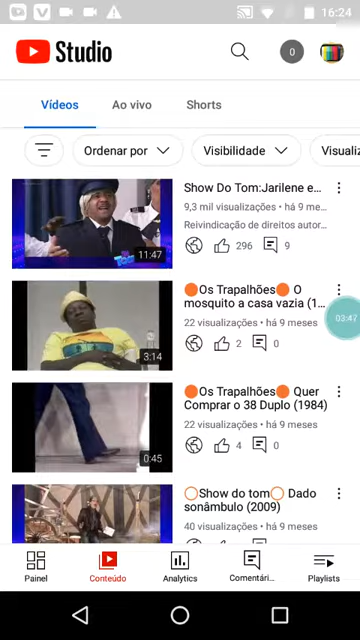 16:24
Studio
0
Vídeos Ao vivo Shorts
Ordenar por Visibilidade Visualiz
Show Do Tom:Jarilene e...
9,3 mil visualizações • há 9 me...
Reivindicação de direitos autor...
296 9
11:47
🟠Os Trapalhões🟠 O
mosquito a casa vazia (1...
22 visualizações • há 9 meses
2 0
3:14
03:47
🟠Os Trapalhões🟠 Quer
Comprar o 38 Duplo (1984)
22 visualizações • há 9 meses
4 0
0:45
⭕Show do tom⭕ Dado
sonâmbulo (2009)
40 visualizações • há 9 meses
Painel Conteúdo Analytics Comentári... Playlists